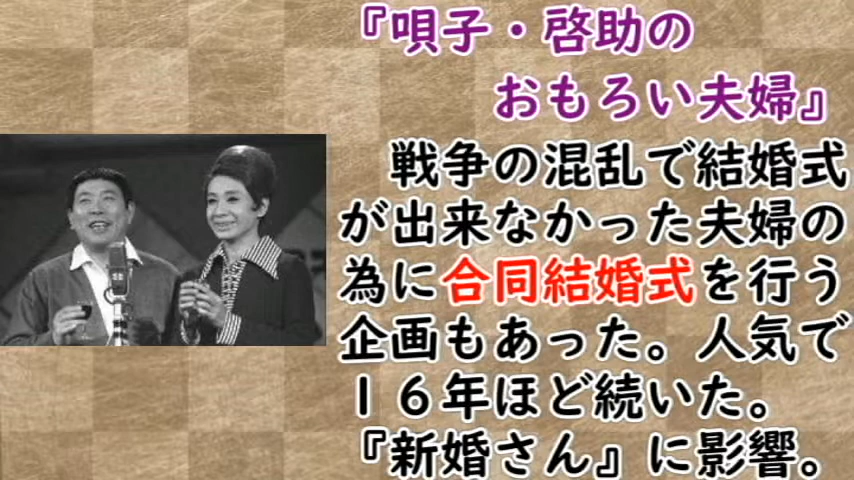 『唄子・啓助の
おもろい夫婦』
戦争の混乱で結婚式
が出来なかった夫婦の
為に合同結婚式を行う
企画もあった。人気で
１６年ほど続いた。
『新婚さん』に影響。